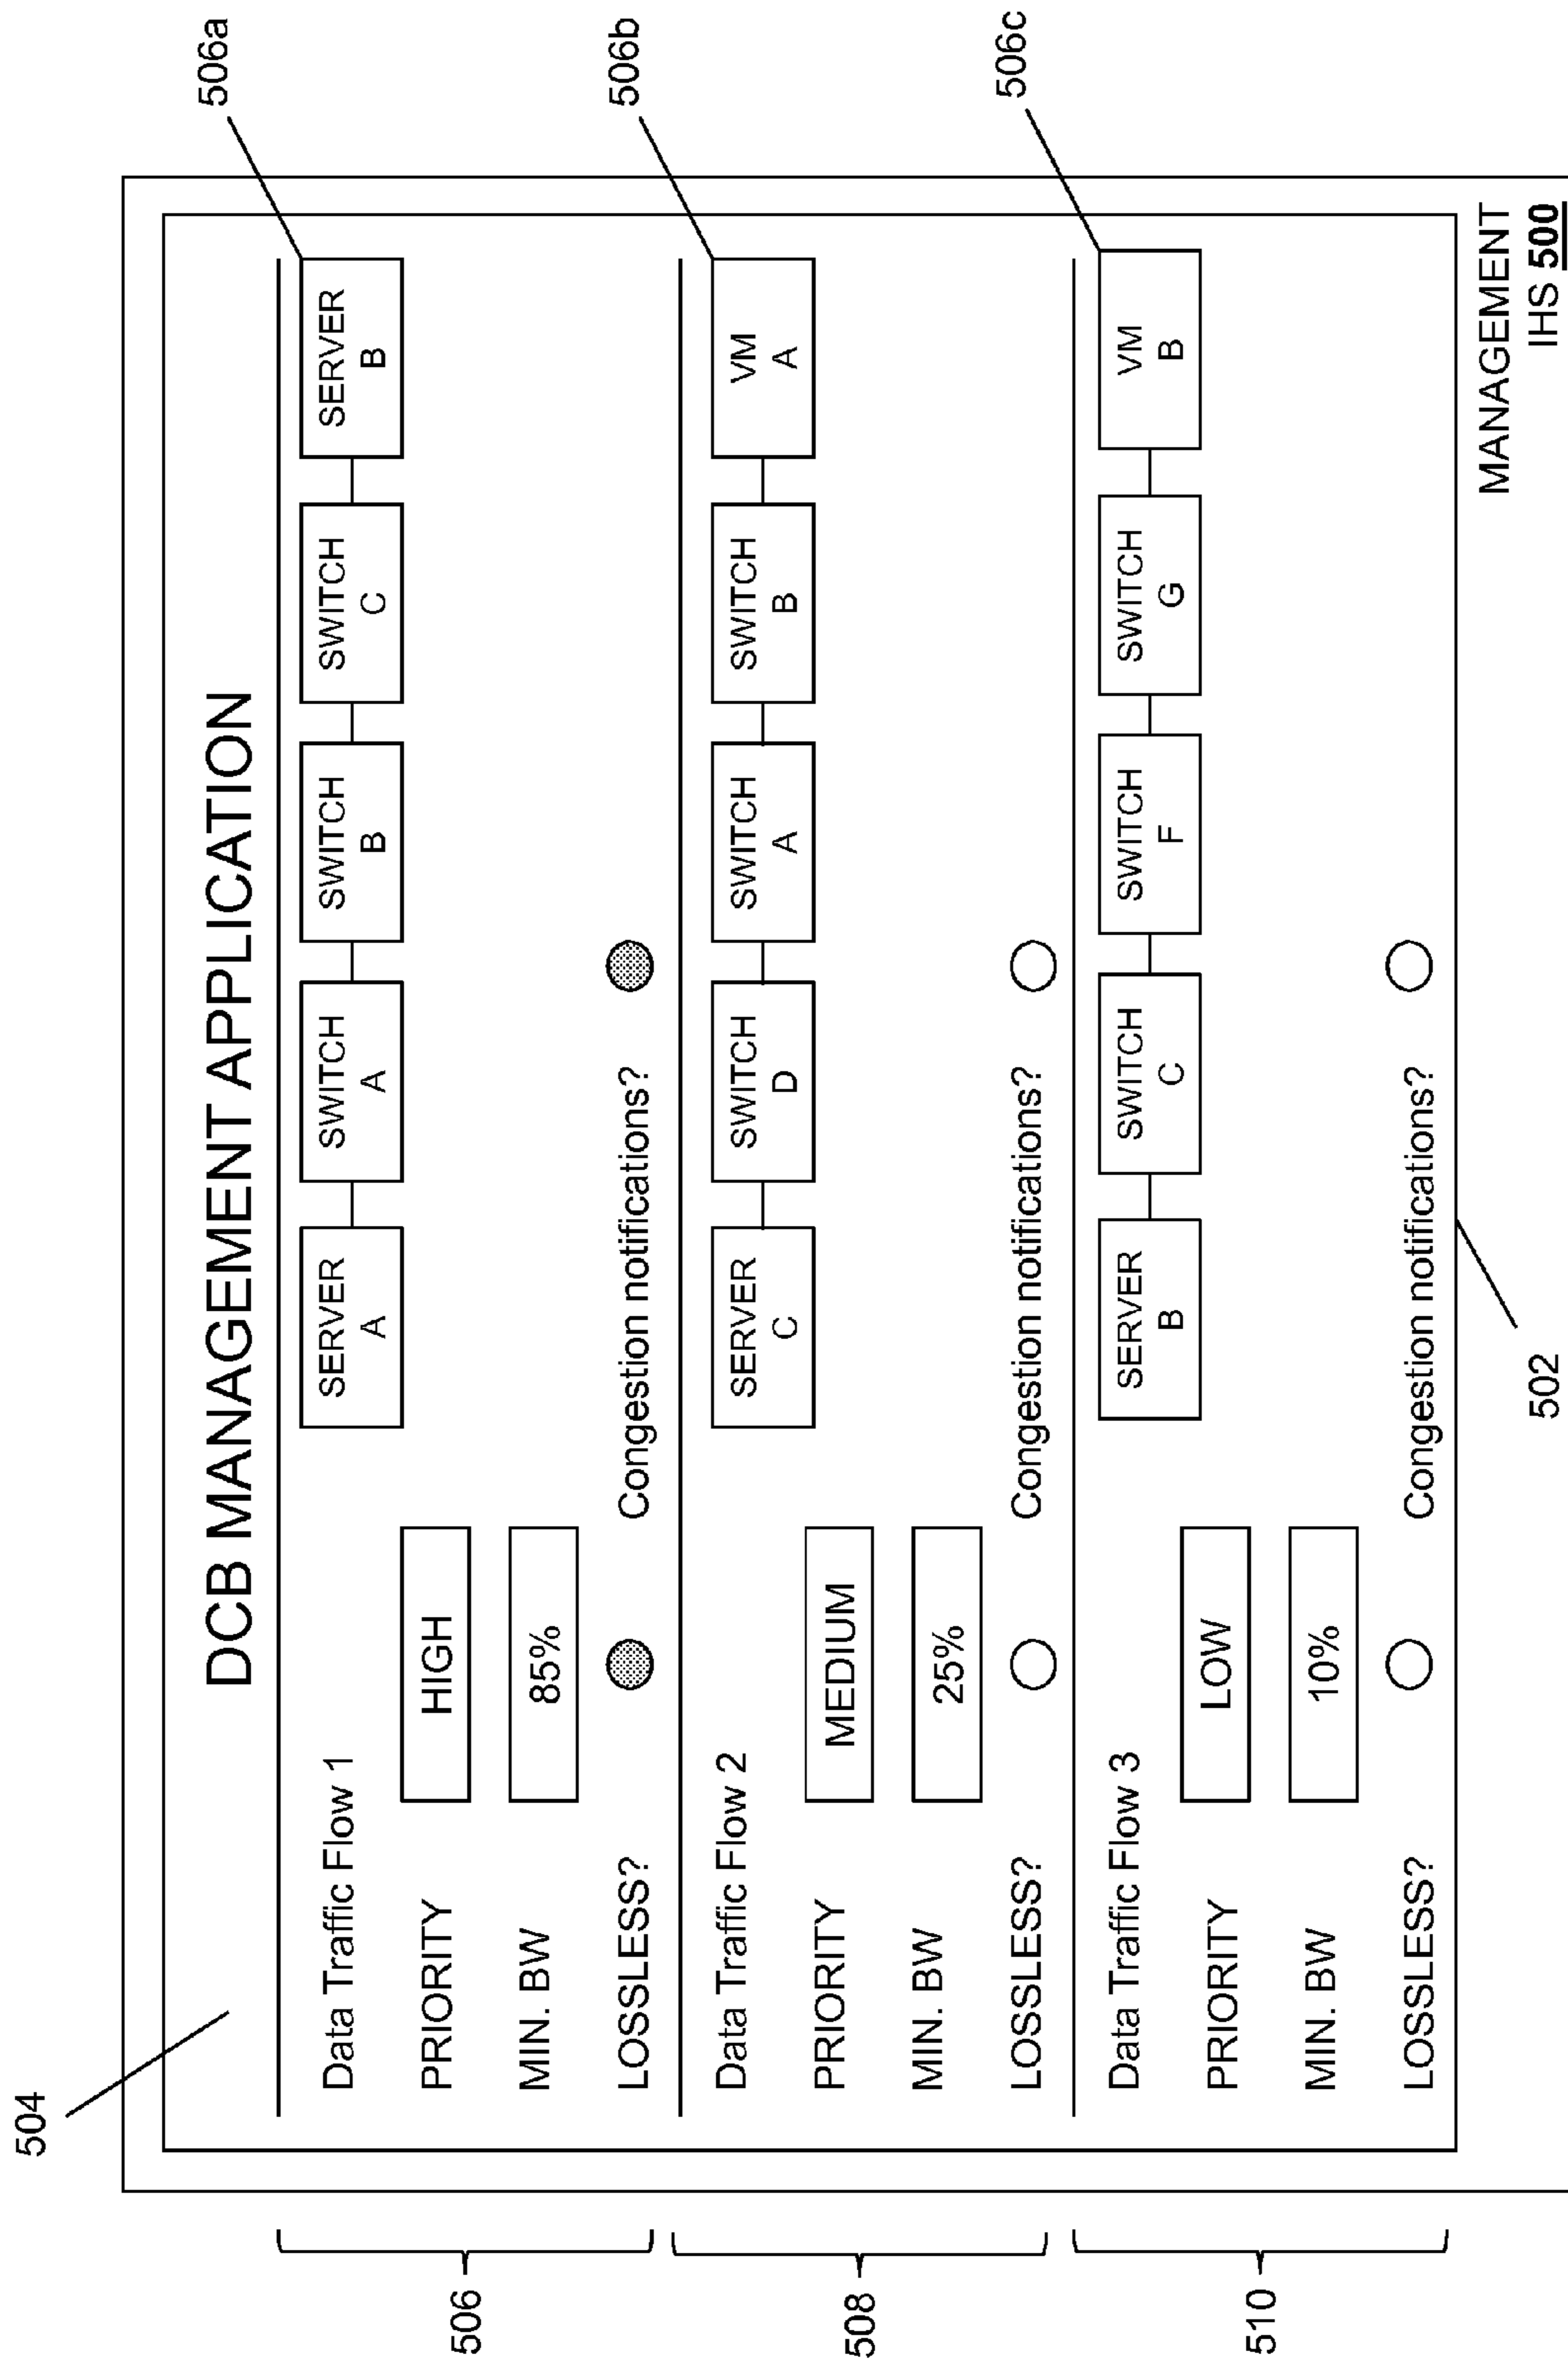 504
DCB MANAGEMENT APPLICATION
506
Data Traffic Flow 1
SERVER A
SWITCH A
SWITCH B
SWITCH C
SERVER B
506a
PRIORITY
HIGH
MIN. BW
85%
LOSSLESS?
Congestion notifications?
508
Data Traffic Flow 2
SERVER C
SWITCH D
SWITCH A
SWITCH B
VM A
506b
PRIORITY
MEDIUM
MIN. BW
25%
LOSSLESS?
Congestion notifications?
510
Data Traffic Flow 3
SERVER B
SWITCH C
SWITCH F
SWITCH G
VM B
506c
PRIORITY
LOW
MIN. BW
10%
LOSSLESS?
Congestion notifications?
502
MANAGEMENT
IHS 500